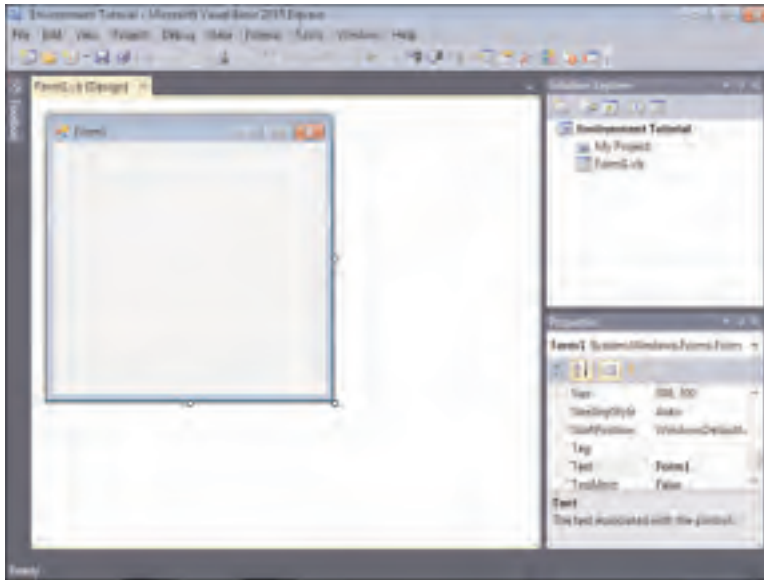 Environment Tutorial - Microsoft Visual Basic 2010 Express
File Edit View Project Debug Data Format Tools Window Help
Form1.vb [Design]
Toolbox
Form1
Solution Explorer
Environment Tutorial
My Project
Form1.vb
Properties
Form1 System.Windows.Forms.Form
Size 300, 300
SizeGripStyle Auto
StartPosition WindowsDefaultL
Tag
Text Form1
TopMost False
Text
The text associated with the control.
Ready